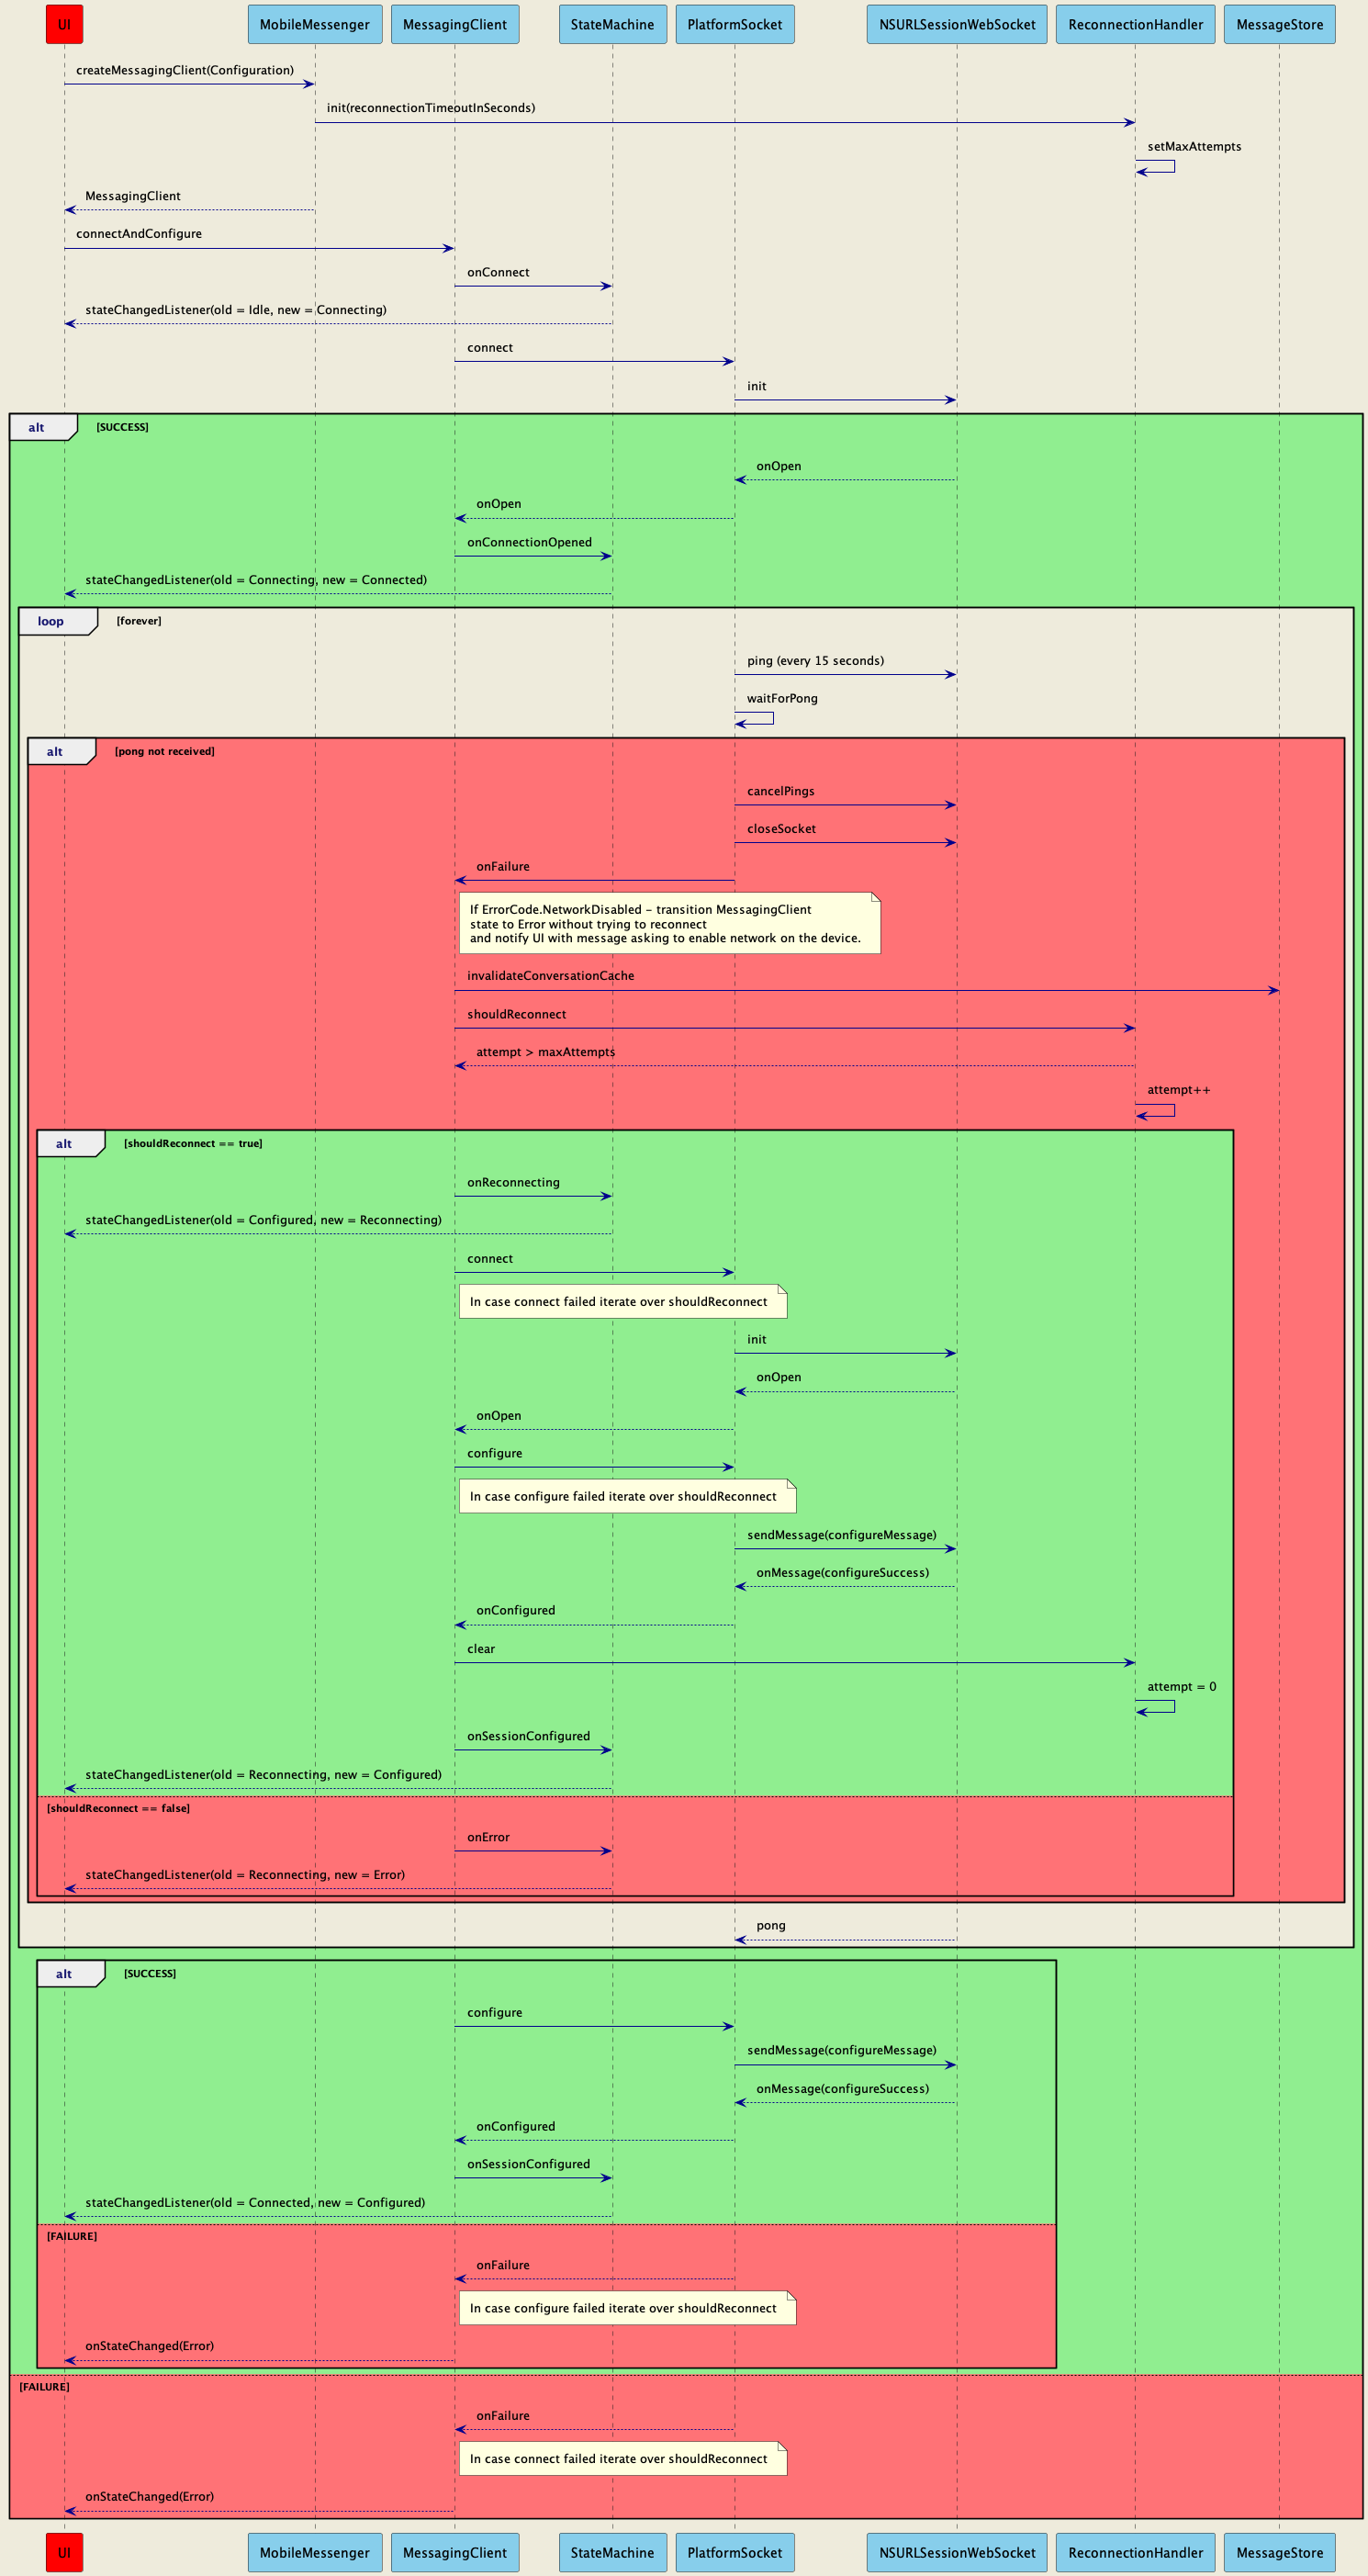 UI
MobileMessenger
MessagingClient
StateMachine
PlatformSocket
NSURLSessionWebSocket
ReconnectionHandler
MessageStore
createMessagingClient(Configuration)
init(reconnectionTimeoutInSeconds)
setMaxAttempts
MessagingClient
connectAndConfigure
onConnect
stateChangedListener(old = Idle, new = Connecting)
connect
init
alt [SUCCESS]
onOpen
onOpen
onConnectionOpened
stateChangedListener(old = Connecting, new = Connected)
loop [forever]
ping (every 15 seconds)
waitForPong
alt [pong not received]
cancelPings
closeSocket
onFailure
If ErrorCode.NetworkDisabled - transition MessagingClient
state to Error without trying to reconnect
and notify UI with message asking to enable network on the device.
invalidateConversationCache
shouldReconnect
attempt > maxAttempts
attempt++
alt [shouldReconnect == true]
onReconnecting
stateChangedListener(old = Configured, new = Reconnecting)
connect
In case connect failed iterate over shouldReconnect
init
onOpen
onOpen
configure
In case configure failed iterate over shouldReconnect
sendMessage(configureMessage)
onMessage(configureSuccess)
onConfigured
clear
attempt = 0
onSessionConfigured
stateChangedListener(old = Reconnecting, new = Configured)
[shouldReconnect == false]
onError
stateChangedListener(old = Reconnecting, new = Error)
pong
alt [SUCCESS]
configure
sendMessage(configureMessage)
onMessage(configureSuccess)
onConfigured
onSessionConfigured
stateChangedListener(old = Connected, new = Configured)
[FAILURE]
onFailure
In case configure failed iterate over shouldReconnect
onStateChanged(Error)
[FAILURE]
onFailure
In case connect failed iterate over shouldReconnect
onStateChanged(Error)
UI
MobileMessenger
MessagingClient
StateMachine
PlatformSocket
NSURLSessionWebSocket
ReconnectionHandler
MessageStore